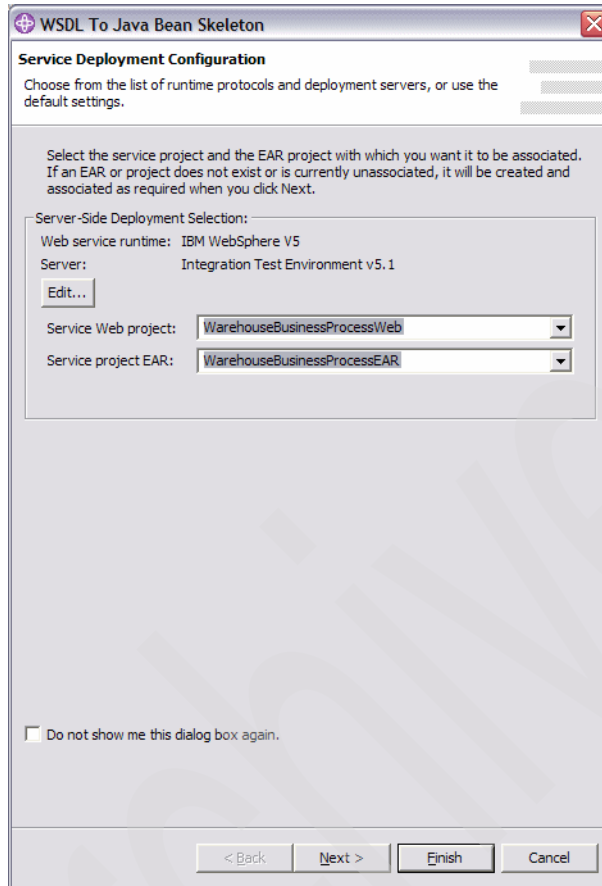 WSDL To Java Bean Skeleton
Service Deployment Configuration
Choose from the list of runtime protocols and deployment servers, or use the
default settings.
Select the service project and the EAR project with which you want it to be associated.
If an EAR or project does not exist or is currently unassociated, it will be created and
associated as required when you click Next.
Server-Side Deployment Selection:
Web service runtime: IBM WebSphere V5
Server: Integration Test Environment v5.1
Edit...
Service Web project: WarehouseBusinessProcessWeb
Service project EAR: WarehouseBusinessProcessEAR
Do not show me this dialog box again.
< Back Next > Finish Cancel